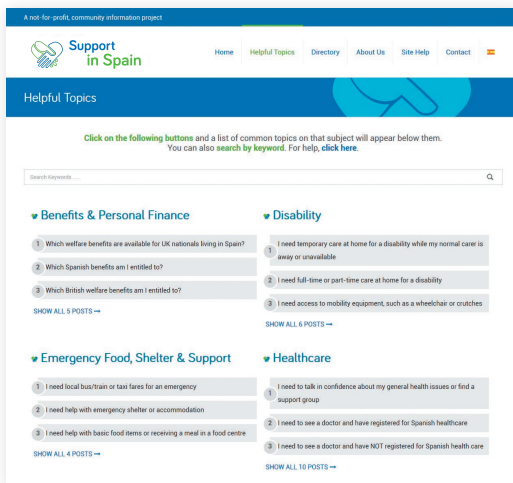 A not-for-profit, community information project
Support
in Spain
Home
Helpful Topics
Directory
About Us
Site Help
Contact
Helpful Topics
Click on the following buttons and a list of common topics on that subject will appear below them.
You can also search by keyword. For help, click here.
Search Keywords......
Benefits & Personal Finance
1 Which welfare benefits are available for UK nationals living in Spain?
2 Which Spanish benefits am I entitled to?
3 Which British welfare benefits am I entitled to?
SHOW ALL 5 POSTS →
Disability
1 I need temporary care at home for a disability while my normal carer is
away or unavailable
2 I need full-time or part-time care at home for a disability
3 I need access to mobility equipment, such as a wheelchair or crutches
SHOW ALL 6 POSTS →
Emergency Food, Shelter & Support
1 I need local bus/train or taxi fares for an emergency
2 I need help with emergency shelter or accommodation
3 I need help with basic food items or receiving a meal in a food centre
SHOW ALL 4 POSTS →
Healthcare
1 I need to talk in confidence about my general health issues or find a
support group
2 I need to see a doctor and have registered for Spanish healthcare
3 I need to see a doctor and have NOT registered for Spanish health care
SHOW ALL 10 POSTS →